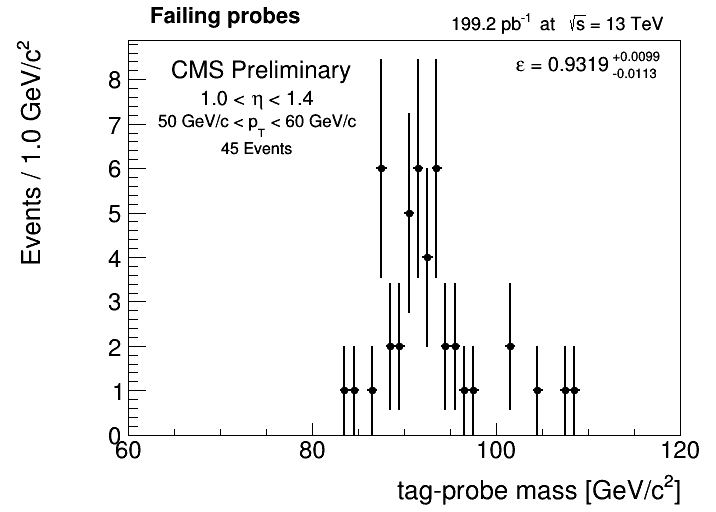 Failing probes
199.2 pb⁻¹ at √s = 13 TeV
CMS Preliminary
1.0 < η < 1.4
50 GeV/c < p_T < 60 GeV/c
45 Events
ε = 0.9319 +0.0099 -0.0113
Events / 1.0 GeV/c²
8
7
6
5
4
3
2
1
0
60 80 100 120
tag-probe mass [GeV/c²]